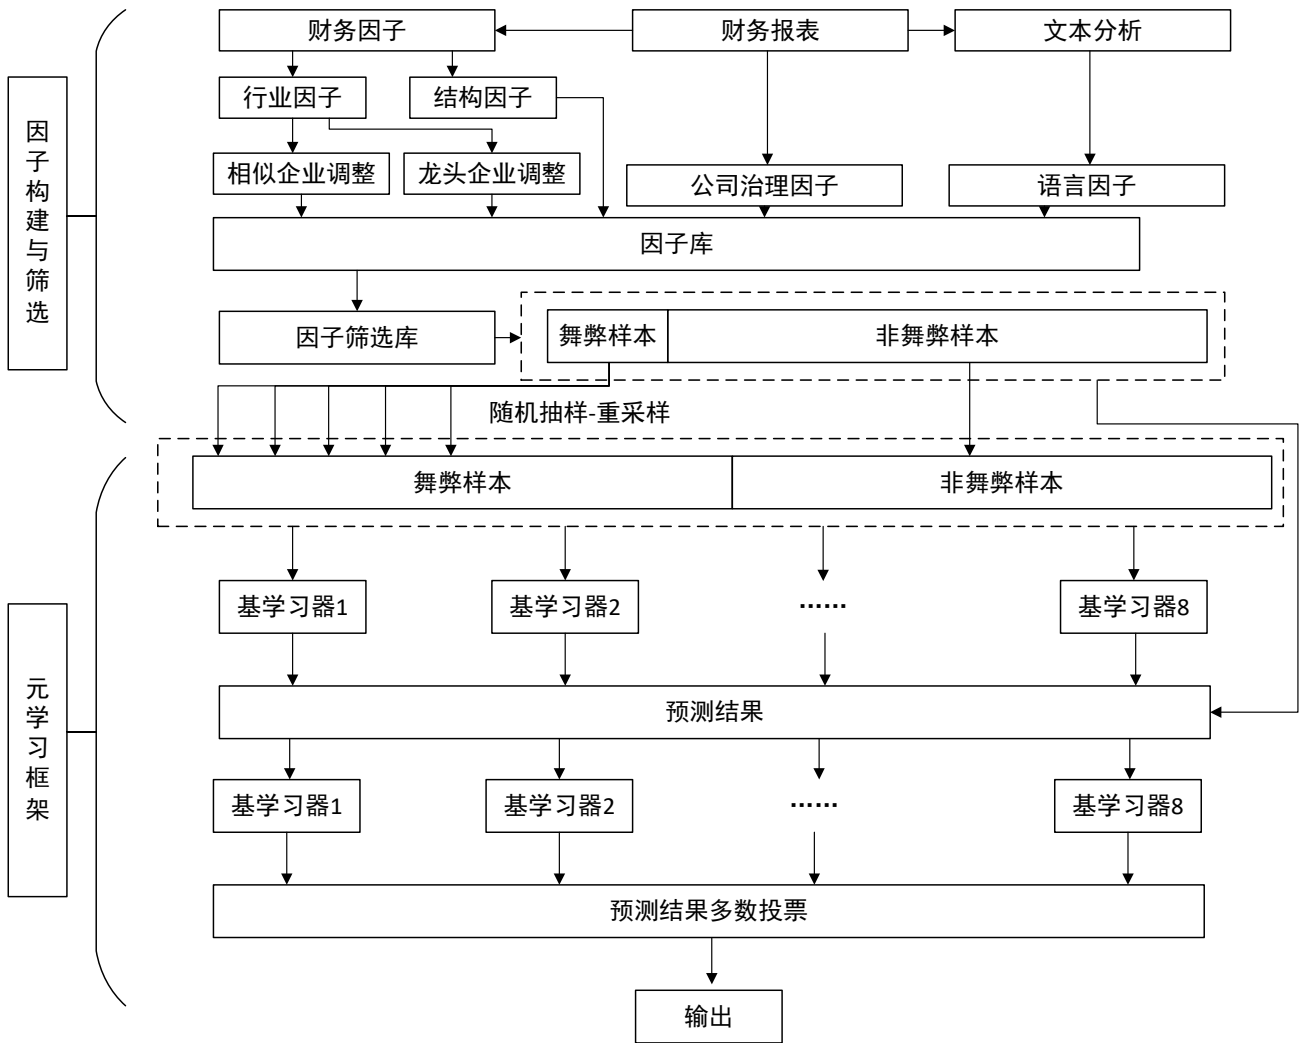 财务因子
财务报表
文本分析
行业因子
结构因子
相似企业调整
龙头企业调整
公司治理因子
语言因子
因子库
因子构建与筛选
因子筛选库
舞弊样本
非舞弊样本
随机抽样-重采样
舞弊样本
非舞弊样本
基学习器1
基学习器2
……
基学习器8
元学习框架
预测结果
基学习器1
基学习器2
……
基学习器8
预测结果多数投票
输出